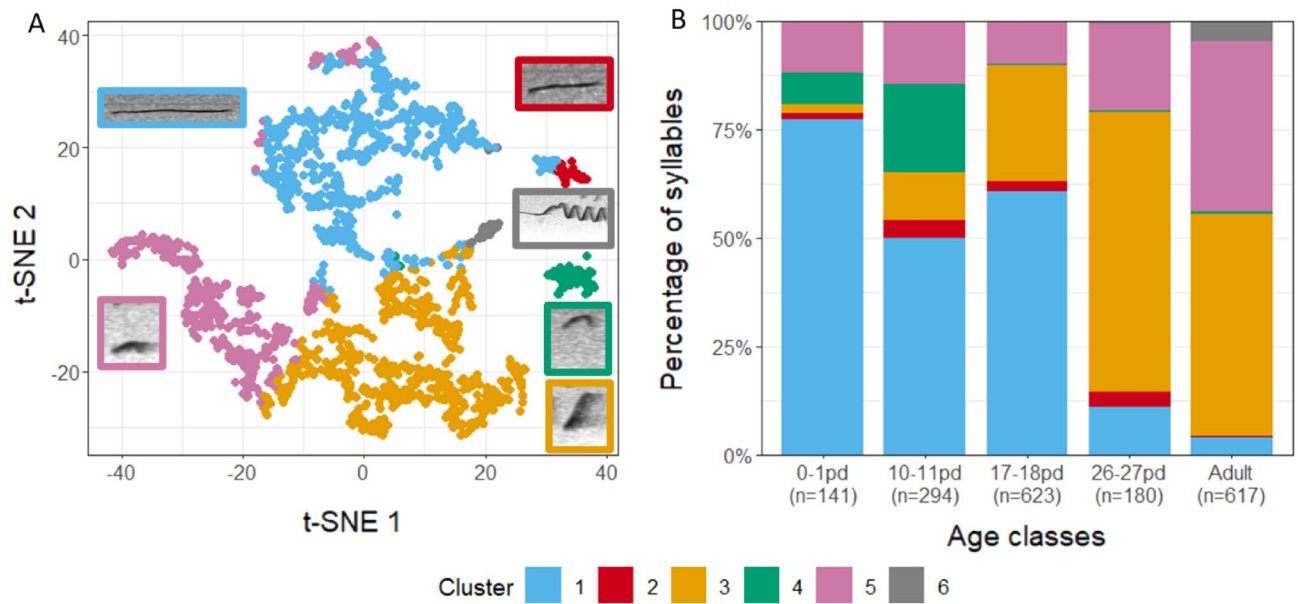 A
40
20
0
-20
-40
-20
0
20
40
t-SNE 2
t-SNE 1
B
100%
75%
50%
25%
0%
Percentage of syllables
0-1pd
(n=141)
10-11pd
(n=294)
17-18pd
(n=623)
26-27pd
(n=180)
Adult
(n=617)
Age classes
Cluster 1 2 3 4 5 6